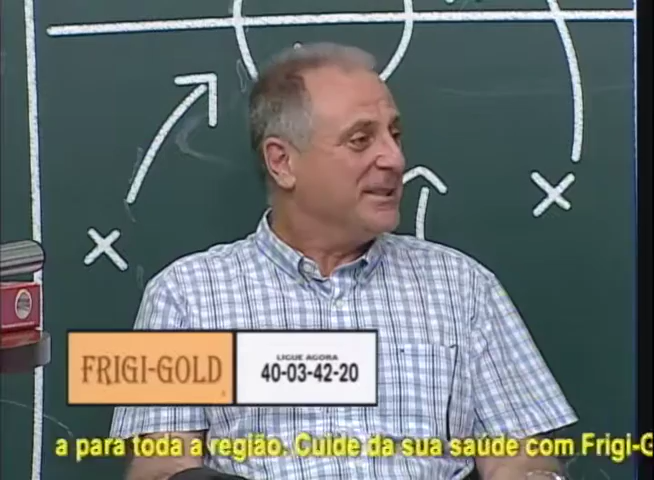 FRIGI-GOLD
LIGUE AGORA
40-03-42-20
a para toda a região. Cuide da sua saúde com Frigi-G